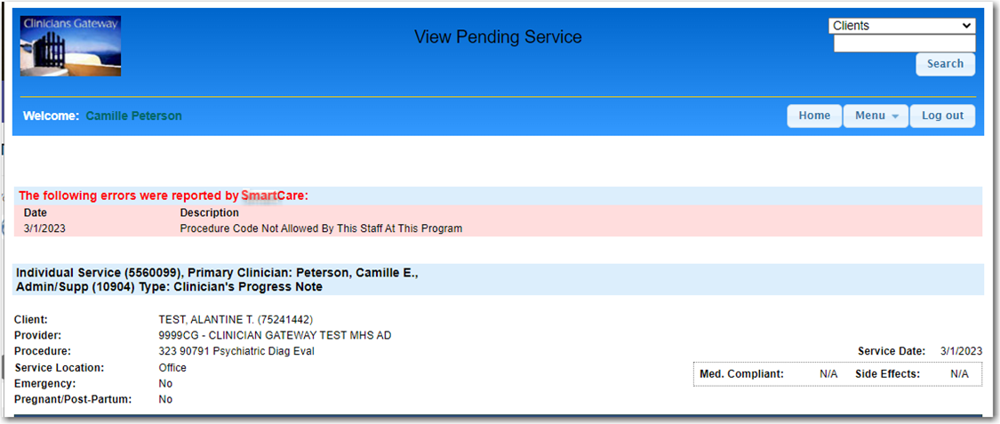 Clinicians Gateway
View Pending Service
Clients
Search
Welcome: Camille Peterson
Home Menu Log out
The following errors were reported by SmartCare:
Date Description
3/1/2023 Procedure Code Not Allowed By This Staff At This Program
Individual Service (5560099), Primary Clinician: Peterson, Camille E.,
Admin/Supp (10904) Type: Clinician's Progress Note
Client: TEST, ALANTINE T. (75241442)
Provider: 9999CG - CLINICIAN GATEWAY TEST MHS AD
Procedure: 323 90791 Psychiatric Diag Eval Service Date: 3/1/2023
Service Location: Office
Med. Compliant: N/A Side Effects: N/A
Emergency: No
Pregnant/Post-Partum: No